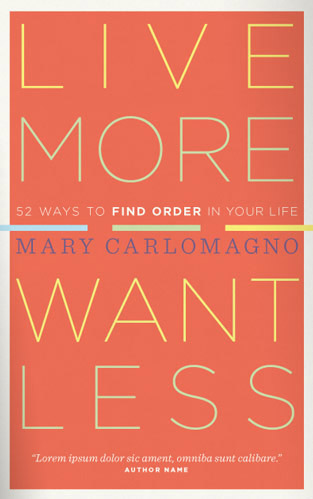 LIVE
MORE
52 WAYS TO FIND ORDER IN YOUR LIFE
MARY CARLOMAGNO
WANT
LESS
“Lorem ipsum dolor sic ament, omniba sunt calibare.”
AUTHOR NAME